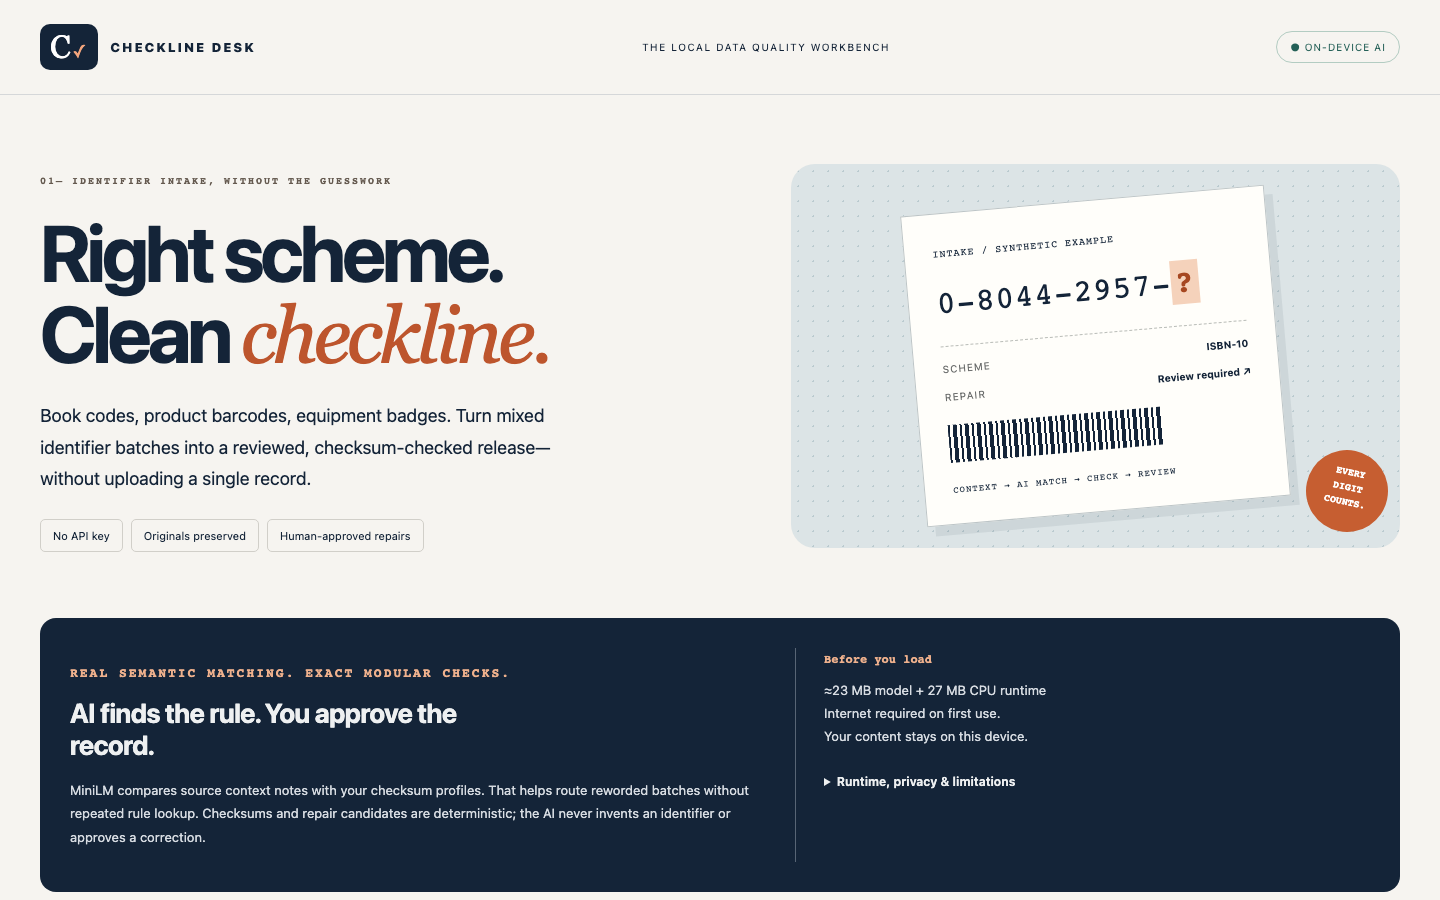 C✓ CHECKLINE DESK
THE LOCAL DATA QUALITY WORKBENCH
ON-DEVICE AI
01— IDENTIFIER INTAKE, WITHOUT THE GUESSWORK
Right scheme.
Clean checkline.
Book codes, product barcodes, equipment badges. Turn mixed
identifier batches into a reviewed, checksum-checked release—
without uploading a single record.
No API key
Originals preserved
Human-approved repairs
INTAKE / SYNTHETIC EXAMPLE
0–8044–2957–?
SCHEME ISBN-10
REPAIR Review required ↗
CONTEXT → AI MATCH → CHECK → REVIEW
EVERY
DIGIT
COUNTS.
REAL SEMANTIC MATCHING. EXACT MODULAR CHECKS.
AI finds the rule. You approve the
record.
MiniLM compares source context notes with your checksum profiles. That helps route reworded batches without
repeated rule lookup. Checksums and repair candidates are deterministic; the AI never invents an identifier or
approves a correction.
Before you load
≈23 MB model + 27 MB CPU runtime
Internet required on first use.
Your content stays on this device.
▶ Runtime, privacy & limitations